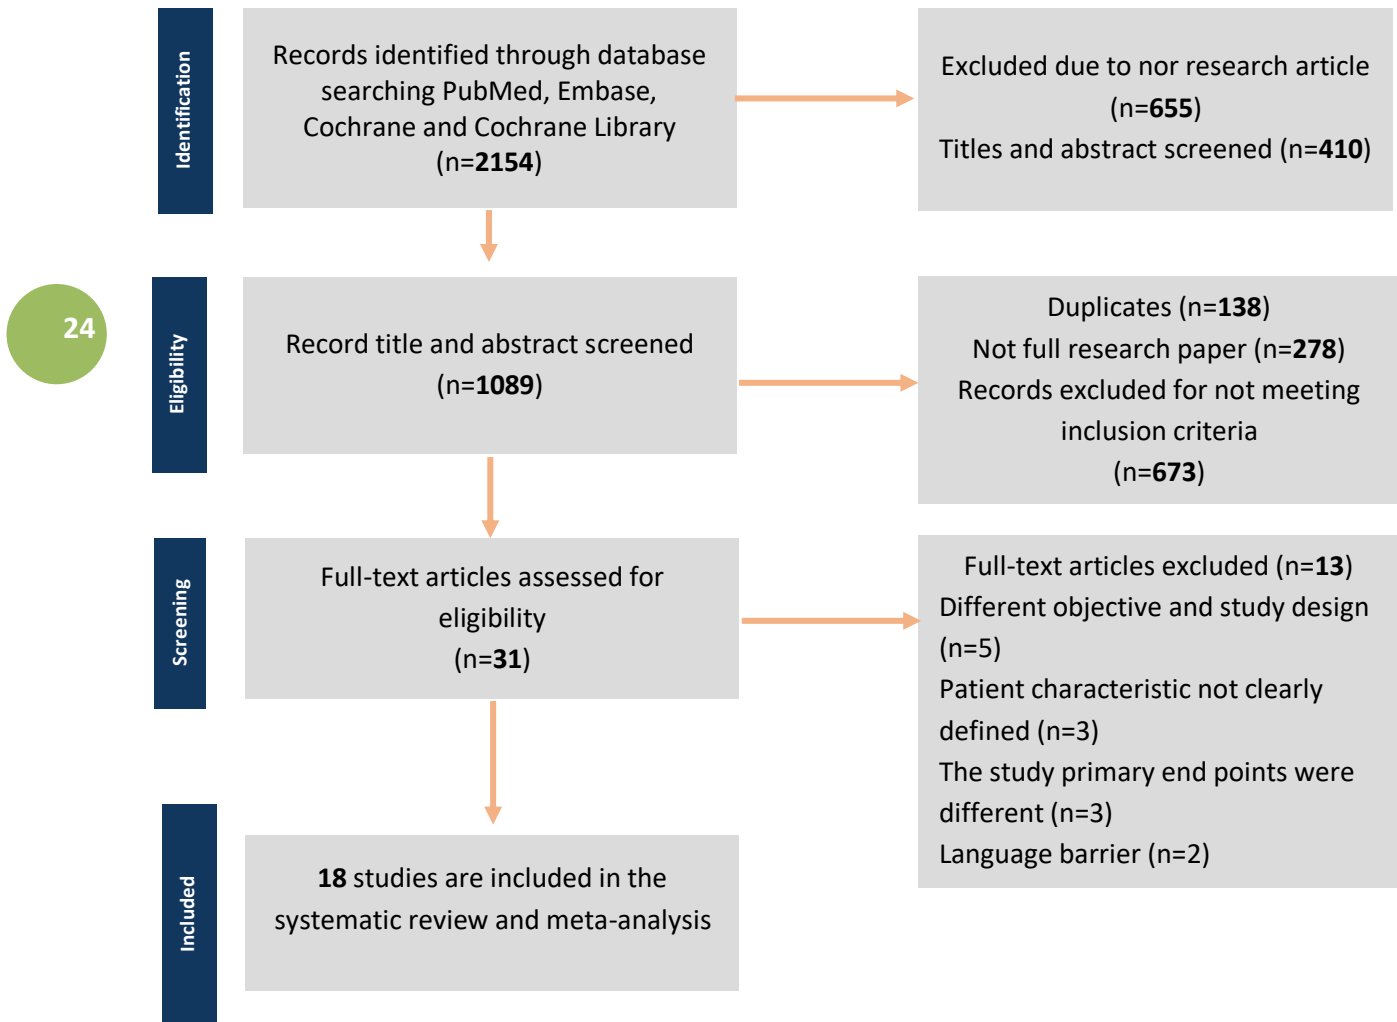 Identification
Records identified through database
searching PubMed, Embase,
Cochrane and Cochrane Library
(n=2154)
Excluded due to nor research article
(n=655)
Titles and abstract screened (n=410)
24
Eligibility
Record title and abstract screened
(n=1089)
Duplicates (n=138)
Not full research paper (n=278)
Records excluded for not meeting
inclusion criteria
(n=673)
Screening
Full-text articles assessed for
eligibility
(n=31)
Full-text articles excluded (n=13)
Different objective and study design
(n=5)
Patient characteristic not clearly
defined (n=3)
The study primary end points were
different (n=3)
Language barrier (n=2)
Included
18 studies are included in the
systematic review and meta-analysis